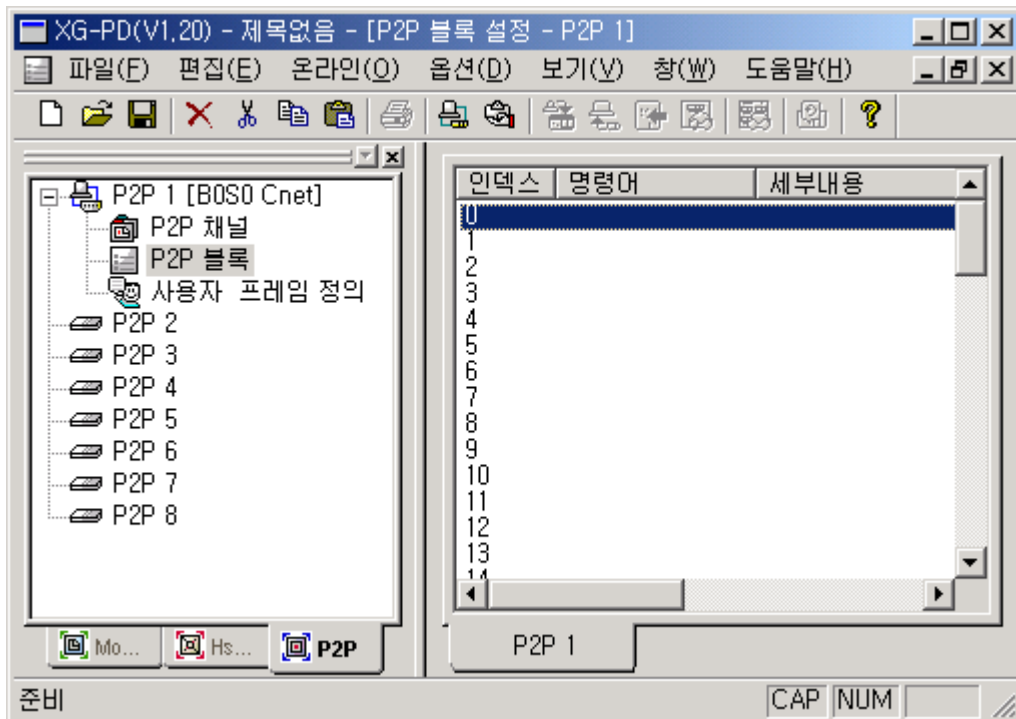 XG-PD(V1,20) - 제목없음 - [P2P 블록 설정 - P2P 1]
파일(F) 편집(E) 온라인(O) 옵션(D) 보기(V) 창(W) 도움말(H)
P2P 1 [B0S0 Cnet]
P2P 채널
P2P 블록
사용자 프레임 정의
P2P 2
P2P 3
P2P 4
P2P 5
P2P 6
P2P 7
P2P 8
Mo...
Hs...
P2P
인덱스 명령어 세부내용
0
1
2
3
4
5
6
7
8
9
10
11
12
13
14
P2P 1
준비
CAP NUM